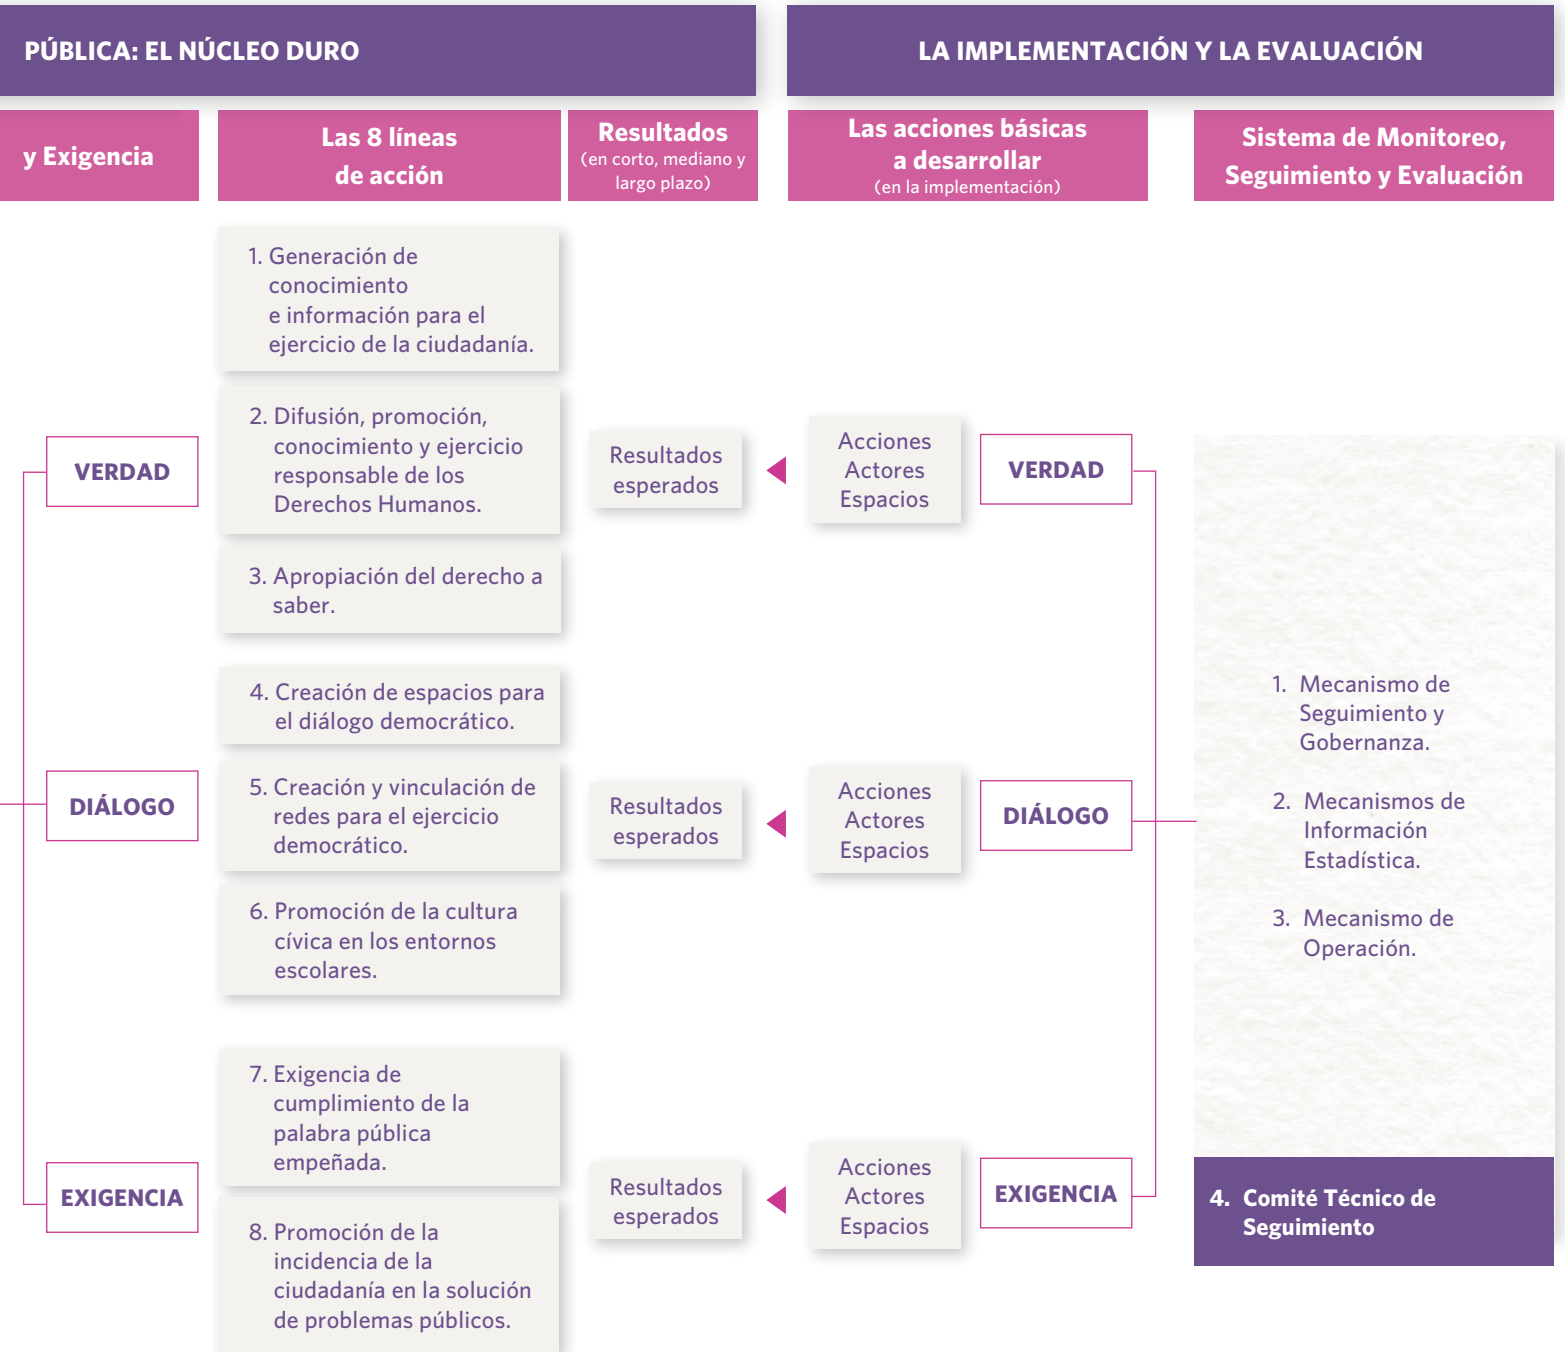 PÚBLICA: EL NÚCLEO DURO
LA IMPLEMENTACIÓN Y LA EVALUACIÓN
y Exigencia
Las 8 líneas
de acción
Resultados
(en corto, mediano y
largo plazo)
Las acciones básicas
a desarrollar
(en la implementación)
Sistema de Monitoreo,
Seguimiento y Evaluación
1. Generación de
conocimiento
e información para el
ejercicio de la ciudadanía.
VERDAD
2. Difusión, promoción,
conocimiento y ejercicio
responsable de los
Derechos Humanos.
Resultados
esperados
Acciones
Actores
Espacios
VERDAD
3. Apropiación del derecho a
saber.
4. Creación de espacios para
el diálogo democrático.
DIÁLOGO
5. Creación y vinculación de
redes para el ejercicio
democrático.
Resultados
esperados
Acciones
Actores
Espacios
DIÁLOGO
6. Promoción de la cultura
cívica en los entornos
escolares.
1. Mecanismo de
Seguimiento y
Gobernanza.
2. Mecanismos de
Información
Estadística.
3. Mecanismo de
Operación.
EXIGENCIA
7. Exigencia de
cumplimiento de la
palabra pública
empeñada.
8. Promoción de la
incidencia de la
ciudadanía en la solución
de problemas públicos.
Resultados
esperados
Acciones
Actores
Espacios
EXIGENCIA
4. Comité Técnico de
Seguimiento